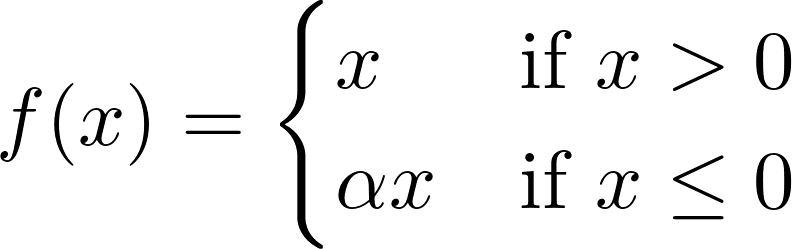 f(x) = { x if x > 0
αx if x ≤ 0